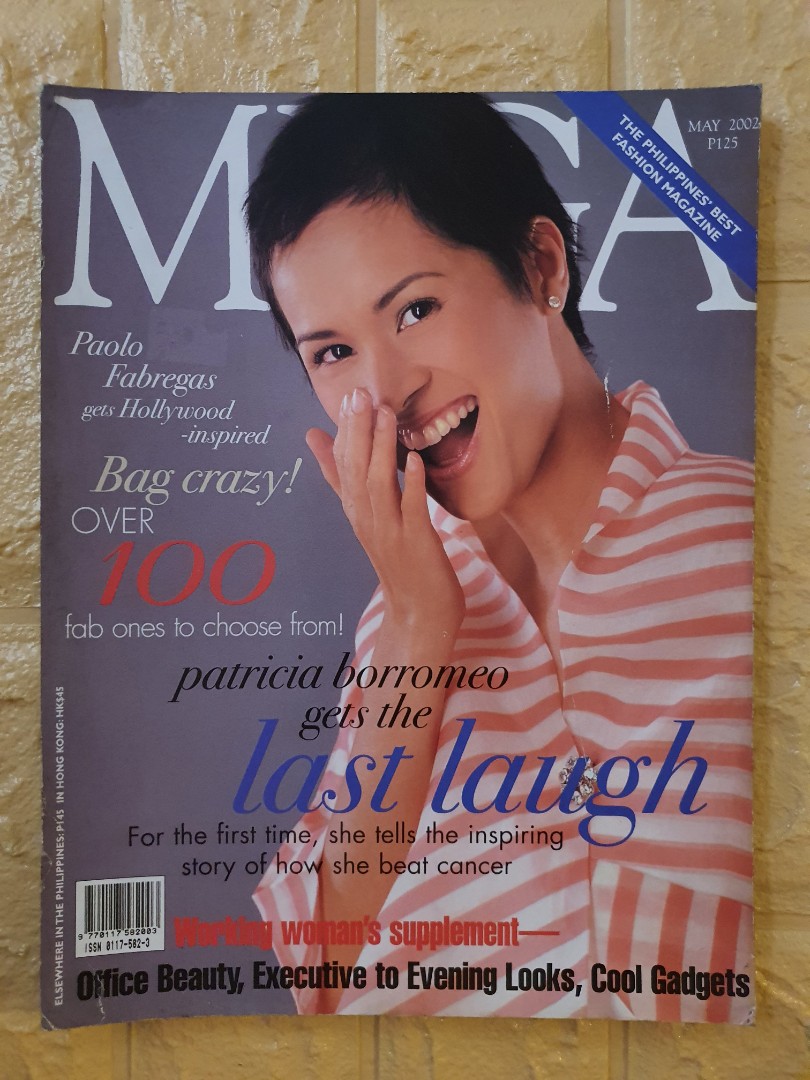 MEGA
MAY 2002
P125
THE PHILIPPINES' BEST
FASHION MAGAZINE
Paolo
Fabregas
gets Hollywood
-inspired
Bag crazy!
OVER
100
fab ones to choose from!
patricia borromeo
gets the
last laugh
For the first time, she tells the inspiring
story of how she beat cancer
ELSEWHERE IN THE PHILIPPINES: P145 IN HONG KONG: HK$45
9 770117 582003
ISSN 0117-582-3
Working woman's supplement—
Office Beauty, Executive to Evening Looks, Cool Gadgets